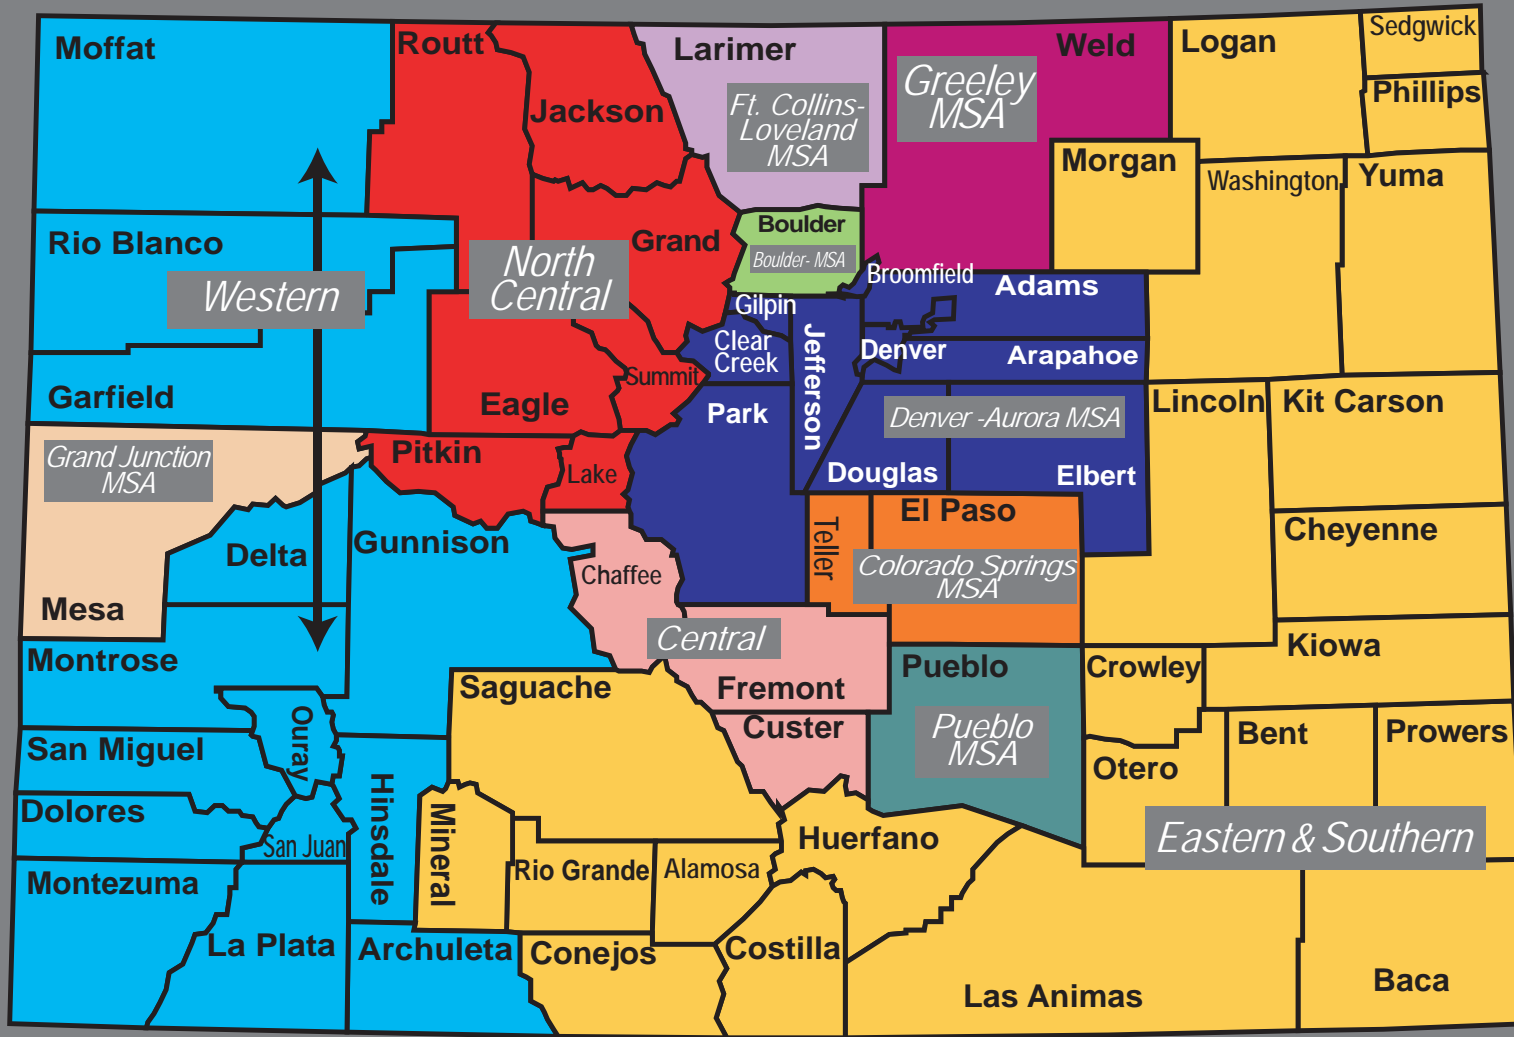 Moffat
Routt
Jackson
Larimer
Ft. Collins-
Loveland
MSA
Greeley
MSA
Weld
Logan
Sedgwick
Phillips
Morgan
Washington
Yuma
Rio Blanco
Western
North
Central
Grand
Boulder
Boulder- MSA
Broomfield
Adams
Gilpin
Clear
Creek
Jefferson
Denver
Arapahoe
Garfield
Eagle
Summit
Park
Denver -Aurora MSA
Douglas
Elbert
Lincoln
Kit Carson
Grand Junction
MSA
Pitkin
Lake
Mesa
Delta
Gunnison
Chaffee
Teller
El Paso
Colorado Springs
MSA
Cheyenne
Montrose
Central
Kiowa
Saguache
Fremont
Custer
Pueblo
Pueblo
MSA
Crowley
San Miguel
Ouray
Otero
Bent
Prowers
Dolores
San Juan
Hinsdale
Mineral
Rio Grande
Alamosa
Huerfano
Eastern & Southern
Montezuma
La Plata
Archuleta
Conejos
Costilla
Las Animas
Baca